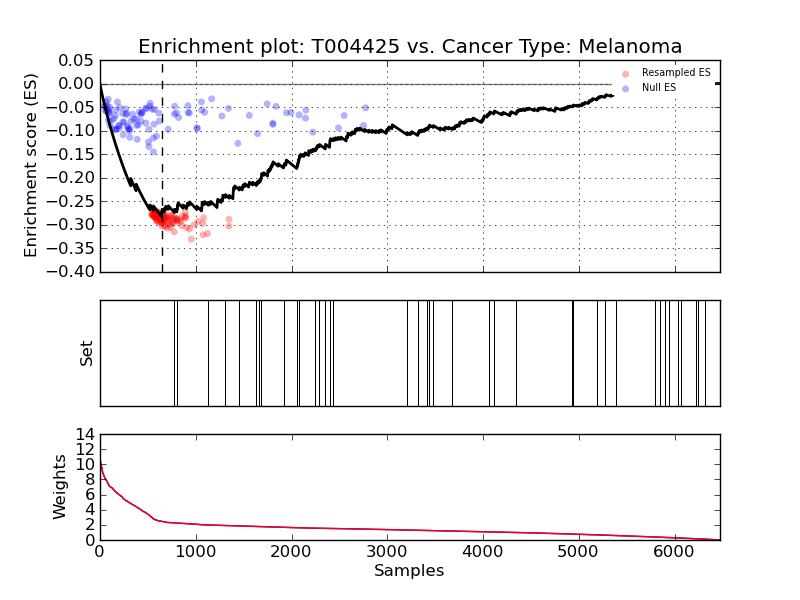 Enrichment plot: T004425 vs. Cancer Type: Melanoma
Enrichment score (ES)
0.05
0.00
−0.05
−0.10
−0.15
−0.20
−0.25
−0.30
−0.35
−0.40
Resampled ES
Null ES
Set
Weights
14
12
10
8
6
4
2
0
0 1000 2000 3000 4000 5000 6000
Samples